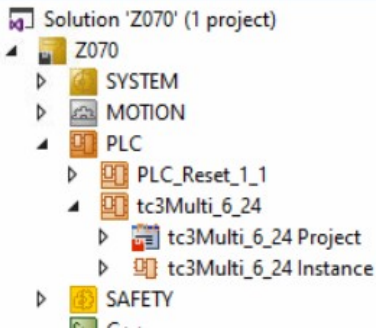 Solution 'Z070' (1 project)
Z070
SYSTEM
MOTION
PLC
PLC_Reset_1_1
tc3Multi_6_24
tc3Multi_6_24 Project
tc3Multi_6_24 Instance
SAFETY